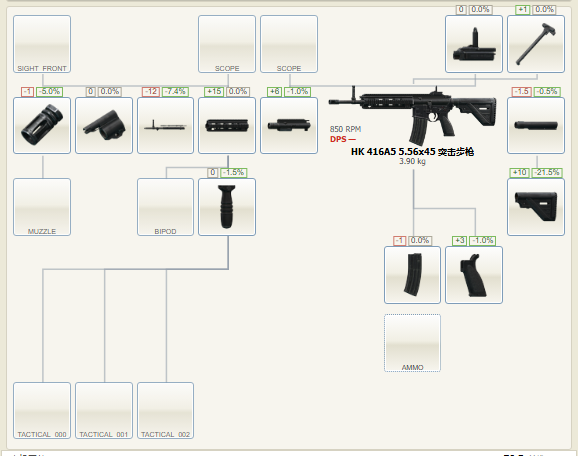 0 0.0% +1 0.0%
SIGHT_FRONT SCOPE SCOPE
-1 -5.0% 0 0.0% -12 -7.4% +15 0.0% +6 -1.0% -1.5 -0.5%
850 RPM
DPS —
HK 416A5 5.56x45 突击步枪
3.90 kg
0 -1.5% +10 -21.5%
MUZZLE BIPOD
-1 0.0% +3 -1.0%
AMMO
TACTICAL_000 TACTICAL_001 TACTICAL_002